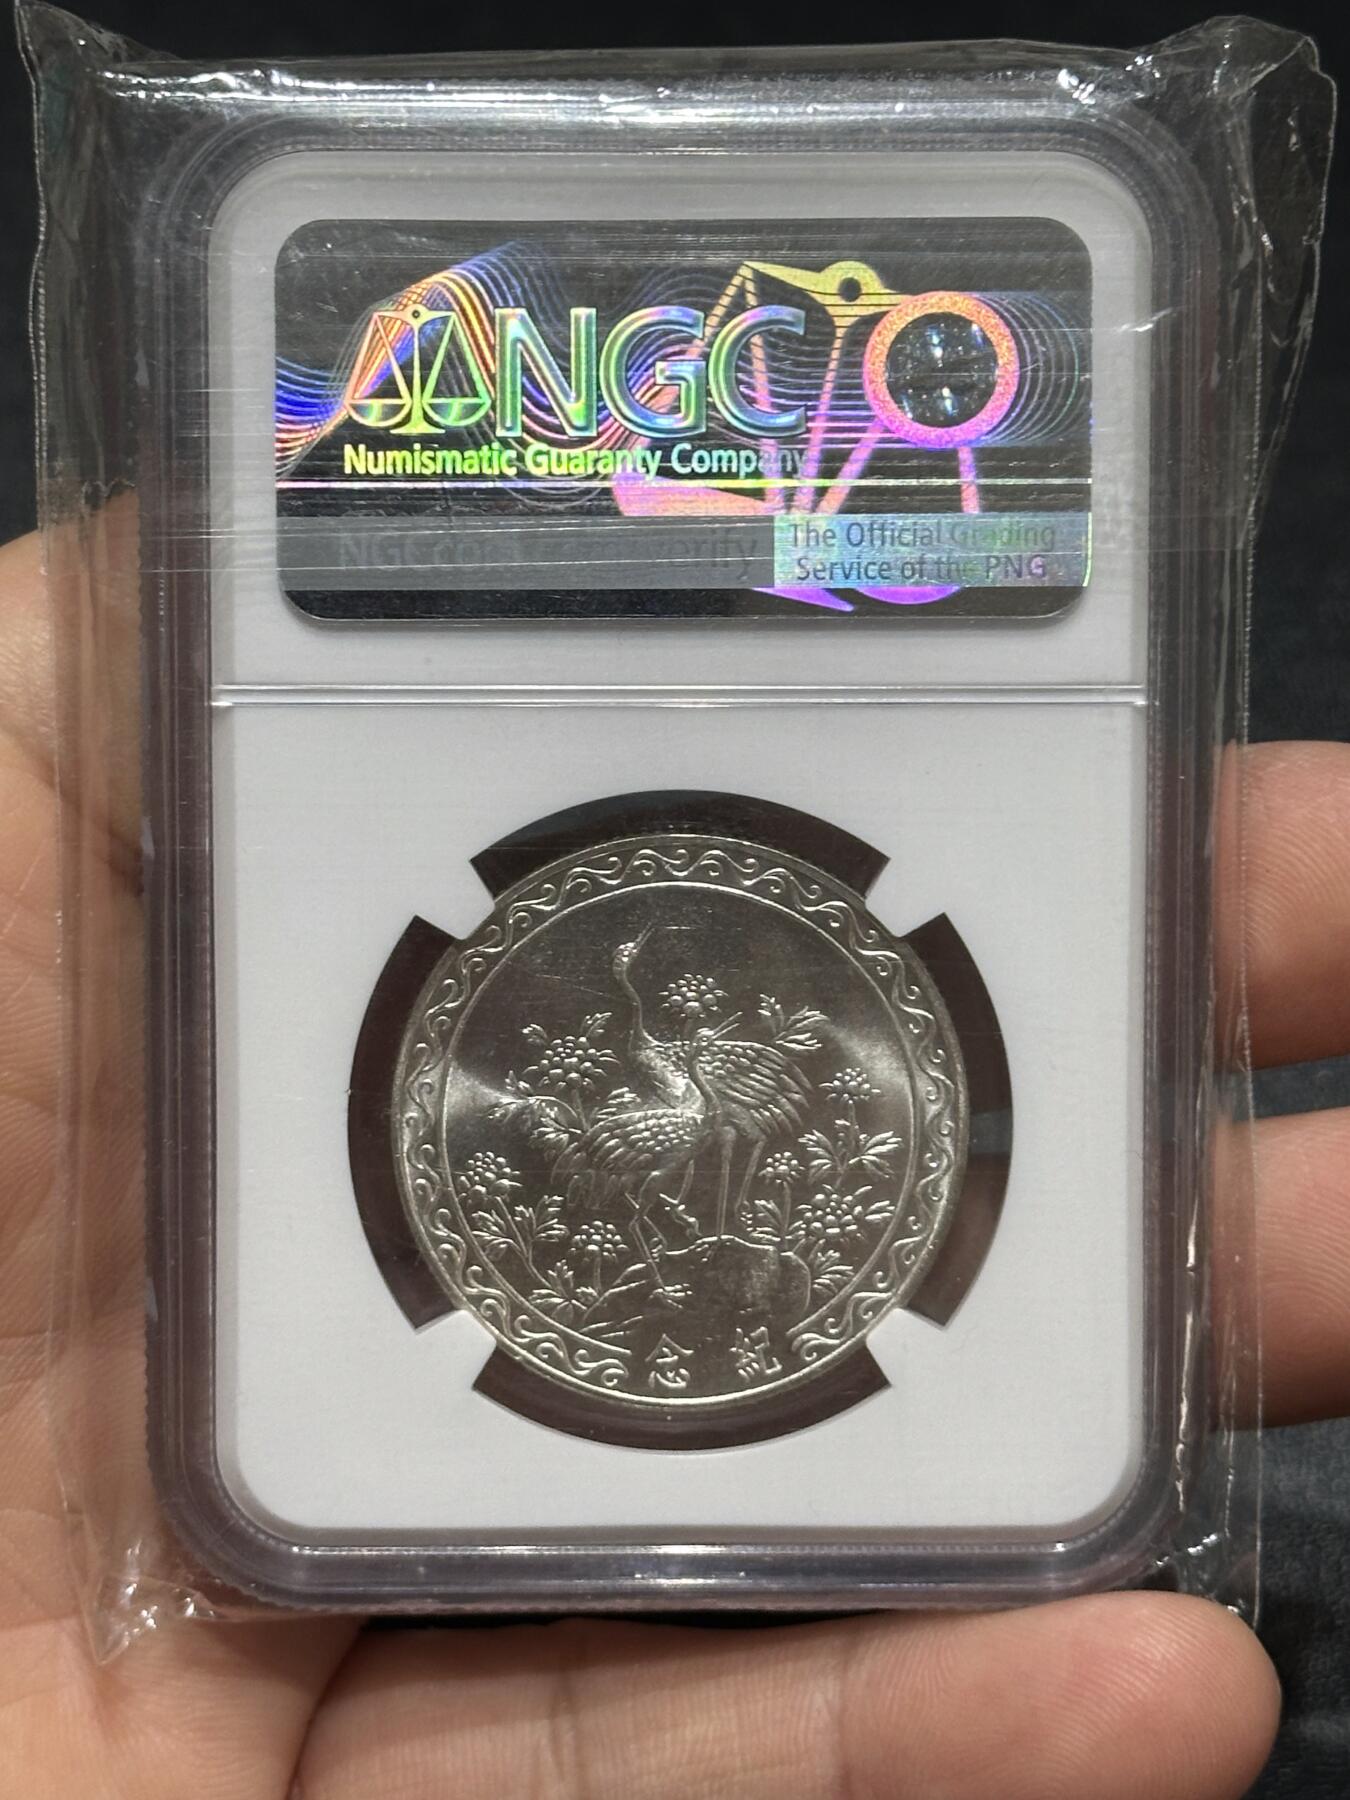 NGC
Numismatic Guaranty Company
The Official Grading
Service of the PNG
念 紀